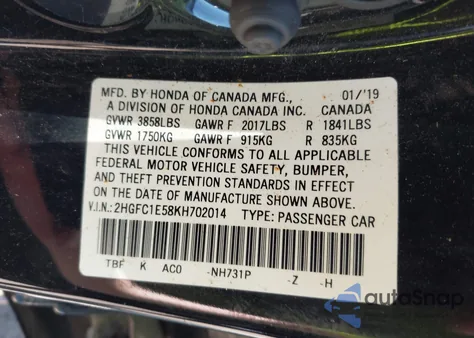 MFD. BY HONDA OF CANADA MFG., 01/'19
A DIVISION OF HONDA CANADA INC. CANADA
GVWR 3858LBS GAWR F 2017LBS R 1841LBS
GVWR 1750KG GAWR F 915KG R 835KG
THIS VEHICLE CONFORMS TO ALL APPLICABLE
FEDERAL MOTOR VEHICLE SAFETY, BUMPER,
AND THEFT PREVENTION STANDARDS IN EFFECT
ON THE DATE OF MANUFACTURE SHOWN ABOVE.
V.I.N.:2HGFC1E58KH702014 TYPE: PASSENGER CAR
TBF K AC0 -NH731P -Z -H
autoSnap